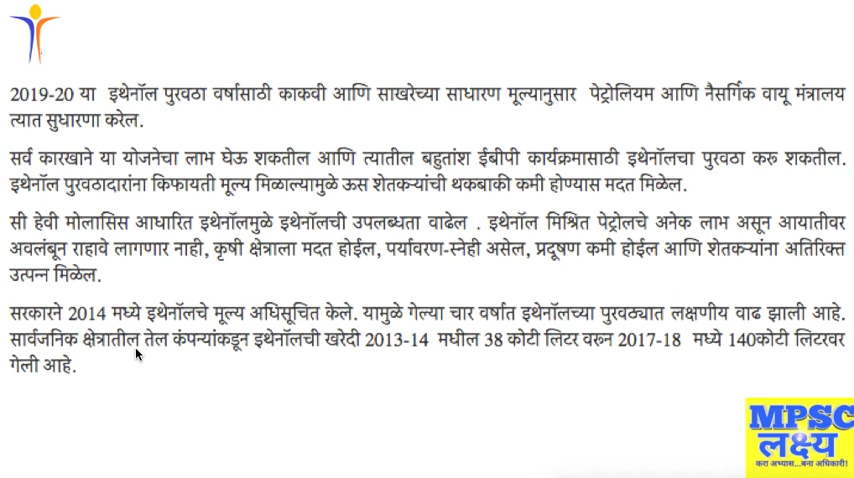 2019-20 या इथेनॉल पुरवठा वर्षासाठी काकवी आणि साखरेच्या साधारण मूल्यानुसार पेट्रोलियम आणि नैसर्गिक वायू मंत्रालय
त्यात सुधारणा करेल.
सर्व कारखाने या योजनेचा लाभ घेऊ शकतील आणि त्यातील बहुतांश ईबीपी कार्यक्रमासाठी इथेनॉलचा पुरवठा करू शकतील.
इथेनॉल पुरवठादारांना किफायती मूल्य मिळाल्यामुळे ऊस शेतकऱ्यांची थकबाकी कमी होण्यास मदत मिळेल.
सी हेवी मोलासिस आधारित इथेनॉलमुळे इथेनॉलची उपलब्धता वाढेल . इथेनॉल मिश्रित पेट्रोलचे अनेक लाभ असून आयातीवर
अवलंबून राहावे लागणार नाही, कृषी क्षेत्राला मदत होईल, पर्यावरण-स्नेही असेल, प्रदूषण कमी होईल आणि शेतकऱ्यांना अतिरिक्त
उत्पन्न मिळेल.
सरकारने 2014 मध्ये इथेनॉलचे मूल्य अधिसूचित केले. यामुळे गेल्या चार वर्षात इथेनॉलच्या पुरवठ्यात लक्षणीय वाढ झाली आहे.
सार्वजनिक क्षेत्रातील तेल कंपन्यांकडून इथेनॉलची खरेदी 2013-14 मधील 38 कोटी लिटर वरून 2017-18 मध्ये 140कोटी लिटरवर
गेली आहे.
MPSC
लक्ष्य
करा अभ्यास...बना अधिकारी!